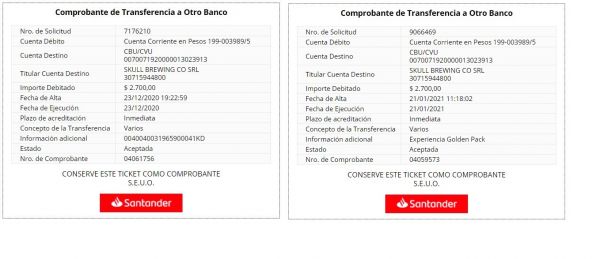 Comprobante de Transferencia a Otro Banco
Nro. de Solicitud 7176210
Cuenta Débito Cuenta Corriente en Pesos 199-003989/5
Cuenta Destino CBU/CVU
0070071920000013023913
Titular Cuenta Destino SKULL BREWING CO SRL
30715944800
Importe Debitado $ 2.700,00
Fecha de Alta 23/12/2020 19:22:59
Fecha de Ejecución 23/12/2020
Plazo de acreditación Inmediata
Concepto de la Transferencia Varios
Información adicional 0040040031965900041KD
Estado Aceptada
Nro. de Comprobante 04061756
CONSERVE ESTE TICKET COMO COMPROBANTE
S.E.U.O.
Santander
Comprobante de Transferencia a Otro Banco
Nro. de Solicitud 9066469
Cuenta Débito Cuenta Corriente en Pesos 199-003989/5
Cuenta Destino CBU/CVU
0070071920000013023913
Titular Cuenta Destino SKULL BREWING CO SRL
30715944800
Importe Debitado $ 2.700,00
Fecha de Alta 21/01/2021 11:18:02
Fecha de Ejecución 21/01/2021
Plazo de acreditación Inmediata
Concepto de la Transferencia Varios
Información adicional Experiencia Golden Pack
Estado Aceptada
Nro. de Comprobante 04059573
CONSERVE ESTE TICKET COMO COMPROBANTE
S.E.U.O.
Santander